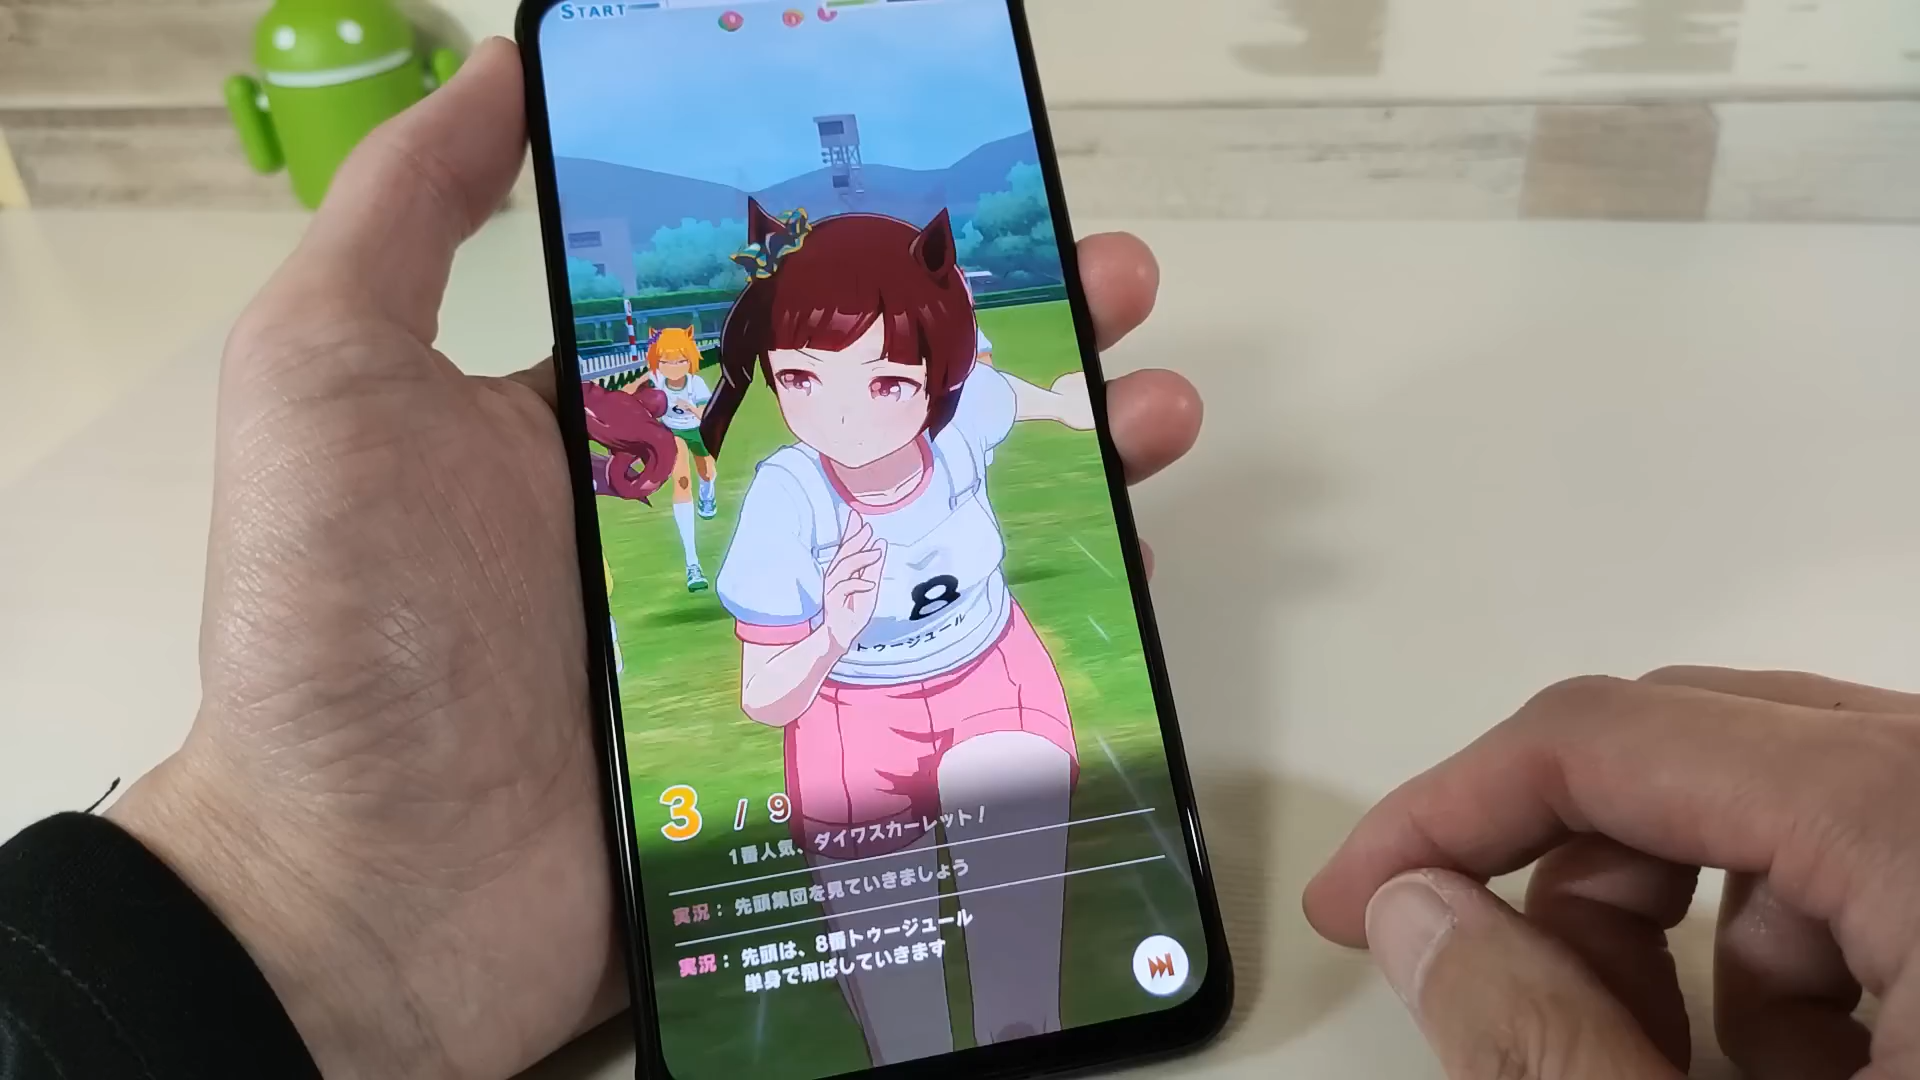 START
8
トゥージュール
6
3 / 9
1番人気、ダイワスカーレット!
実況: 先頭集団を見ていきましょう
実況: 先頭は、8番トゥージュール
単身で飛ばしていきます